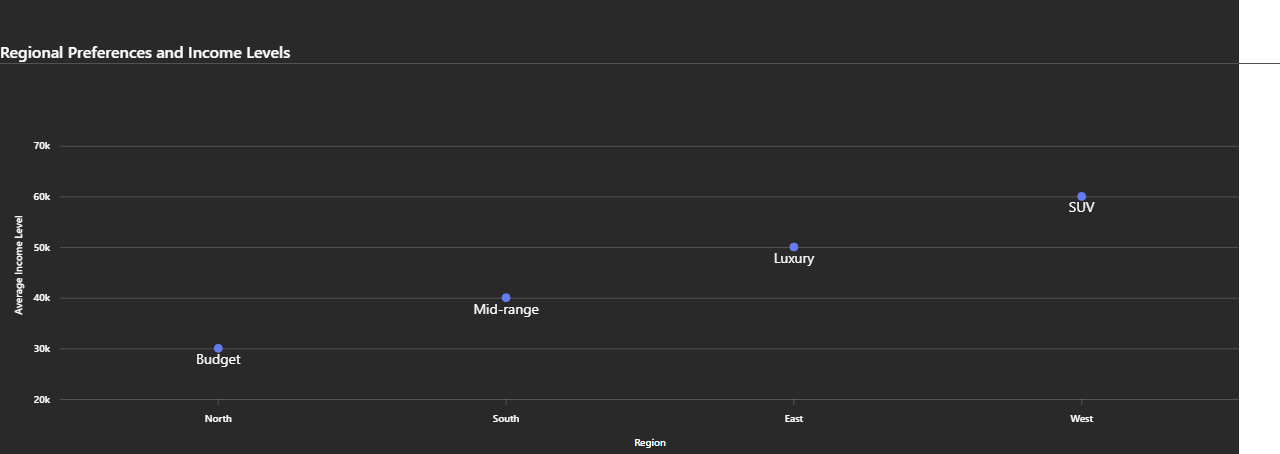 Regional Preferences and Income Levels
70k
60k
50k
40k
30k
20k
Average Income Level
SUV
Luxury
Mid-range
Budget
North
South
East
West
Region